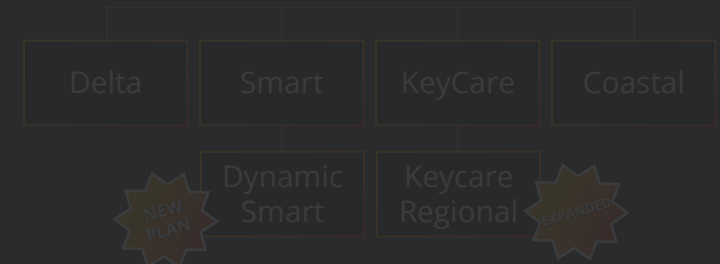 Delta
Smart
KeyCare
Coastal
Dynamic
Smart
Keycare
Regional
NEW
PLAN
EXPANDED